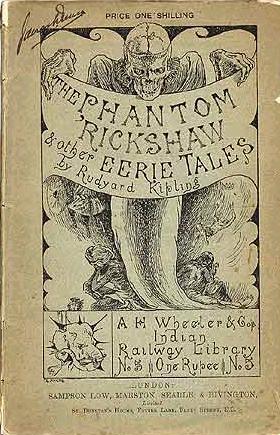 PRICE ONE SHILLING
THE PHANTOM
RICKSHAW
& other EERIE TALES
by Rudyard Kipling
A H Wheeler & Co's
Indian
Railway Library
No 5 || One Rupee || No 5
LONDON:
SAMPSON LOW, MARSTON, SEARLE, & RIVINGTON,
Limited
ST. DUNSTAN'S HOUSE, FETTER LANE, FLEET STREET, E.C.